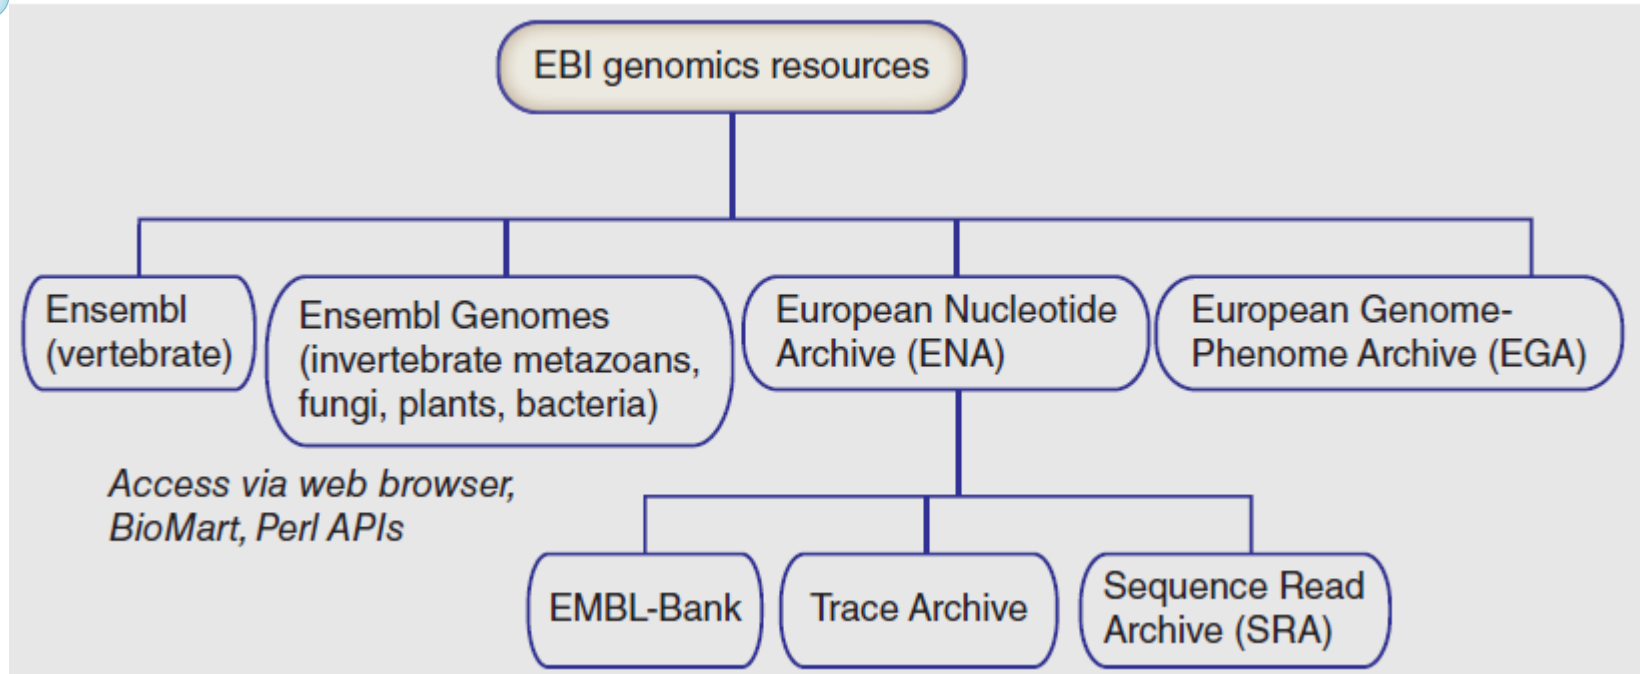 EBI genomics resources
Ensembl
(vertebrate)
Ensembl Genomes
(invertebrate metazoans,
fungi, plants, bacteria)
European Nucleotide
Archive (ENA)
European Genome-
Phenome Archive (EGA)
Access via web browser,
BioMart, Perl APIs
EMBL-Bank
Trace Archive
Sequence Read
Archive (SRA)